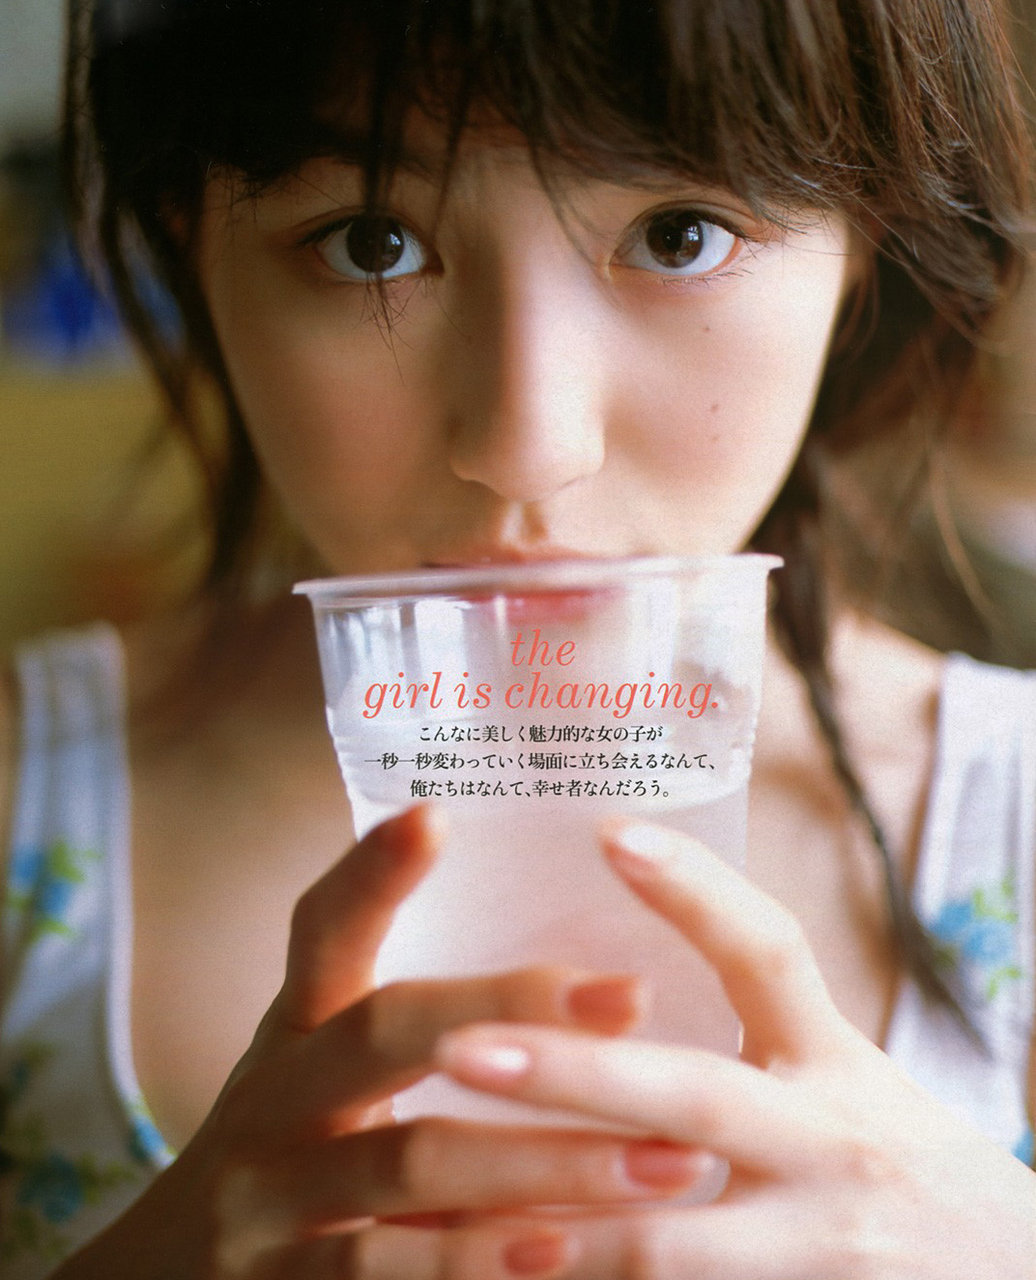 the
girl is changing.
こんなに美しく魅力的な女の子が
一秒一秒変わっていく場面に立ち会えるなんて、
俺たちはなんて、幸せ者なんだろう。